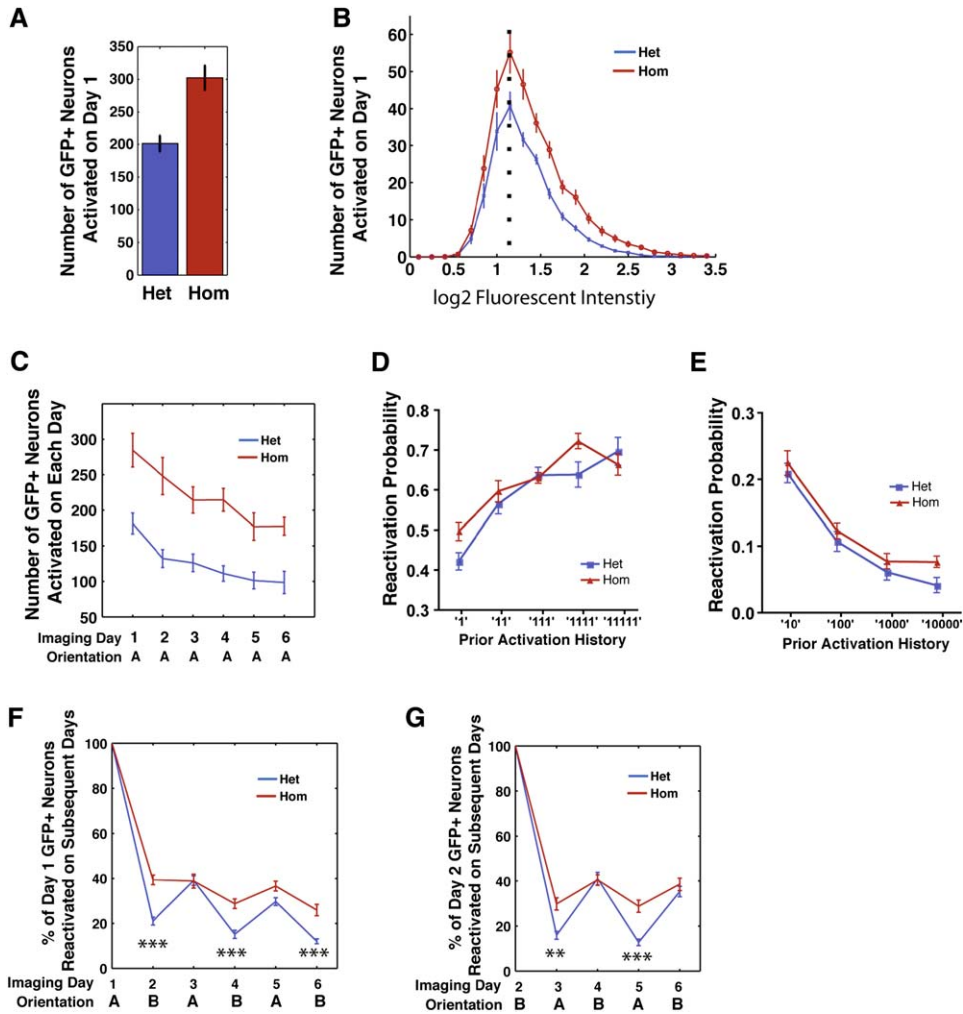 A
Number of GFP+ Neurons
Activated on Day 1
350
300
250
200
150
100
50
0
Het Hom
B
Number of GFP+ Neurons
Activated on Day 1
60
50
40
30
20
10
0
0 0.5 1 1.5 2 2.5 3 3.5
log2 Fluorescent Intenstiy
Het
Hom
C
Number of GFP+ Neurons
Activated on Each Day
300
250
200
150
100
50
Het
Hom
Imaging Day 1 2 3 4 5 6
Orientation A A A A A A
D
Reactivation Probability
0.8
0.7
0.6
0.5
0.4
0.3
Het
Hom
'1' '11' '111' '1111' '11111'
Prior Activation History
E
Reactivation Probability
0.3
0.2
0.1
0.0
Het
Hom
'10' '100' '1000' '10000'
Prior Activation History
F
% of Day 1 GFP+ Neurons
Reactivated on Subsequent Days
100
80
60
40
20
0
Het
Hom
*** *** ***
Imaging Day 1 2 3 4 5 6
Orientation A B A B A B
G
% of Day 2 GFP+ Neurons
Reactivated on Subsequent Days
100
80
60
40
20
0
Het
Hom
** ***
Imaging Day 2 3 4 5 6
Orientation B A B A B